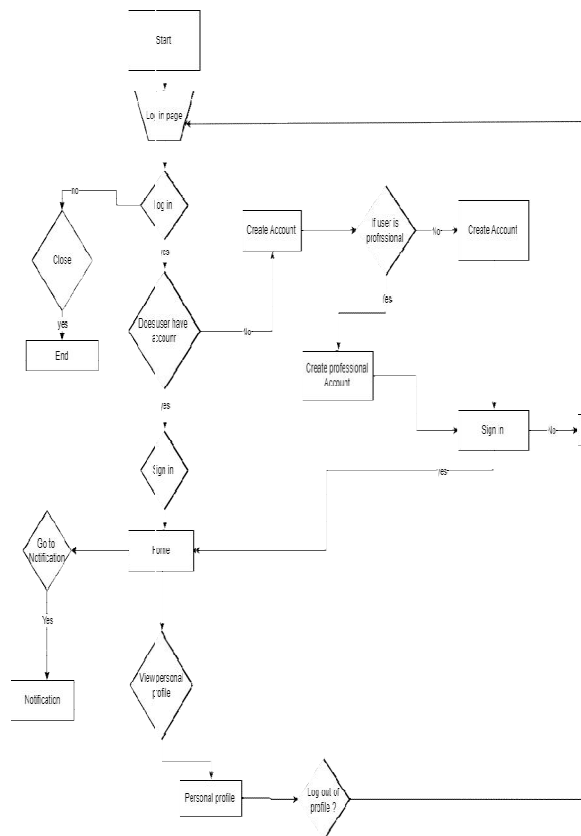 Start
Log in page
no
Log in
Create Account
If user is
profissional
No
Create Account
Close
yes
yes
Does user have
account
No
Yes
End
Create professional
Account
yes
Sign in
No
Sign in
yes
Go to
Notification
Home
Yes
View personal
profile
Notification
Personal profile
Log out of
profile ?